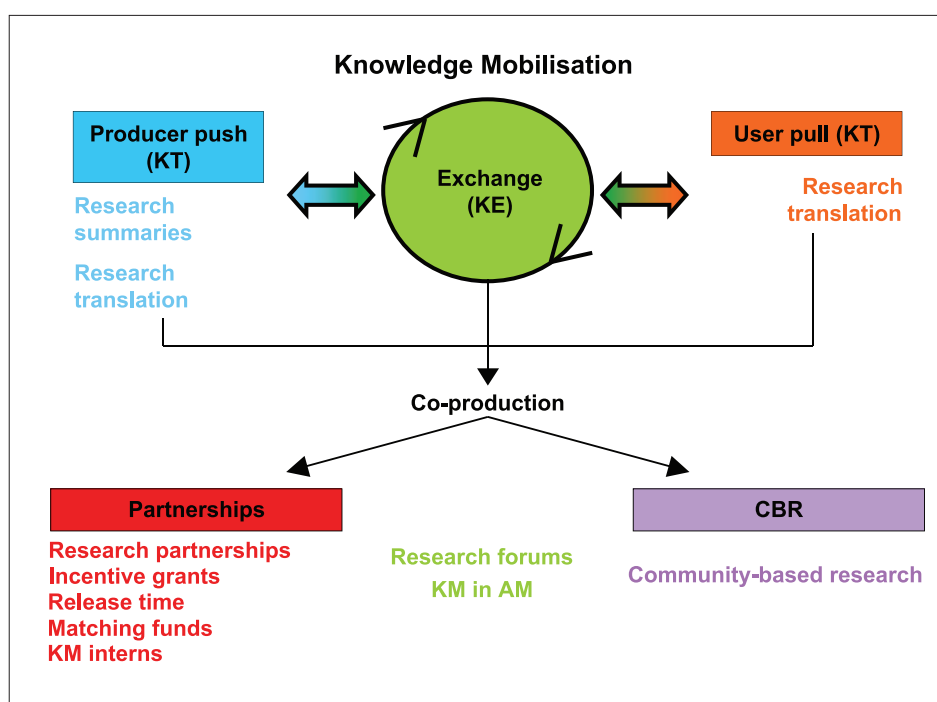 Knowledge Mobilisation
Producer push
(KT)
Exchange
(KE)
User pull (KT)
Research
summaries
Research
translation
Research
translation
Co-production
Partnerships
CBR
Research partnerships
Incentive grants
Release time
Matching funds
KM interns
Research forums
KM in AM
Community-based research